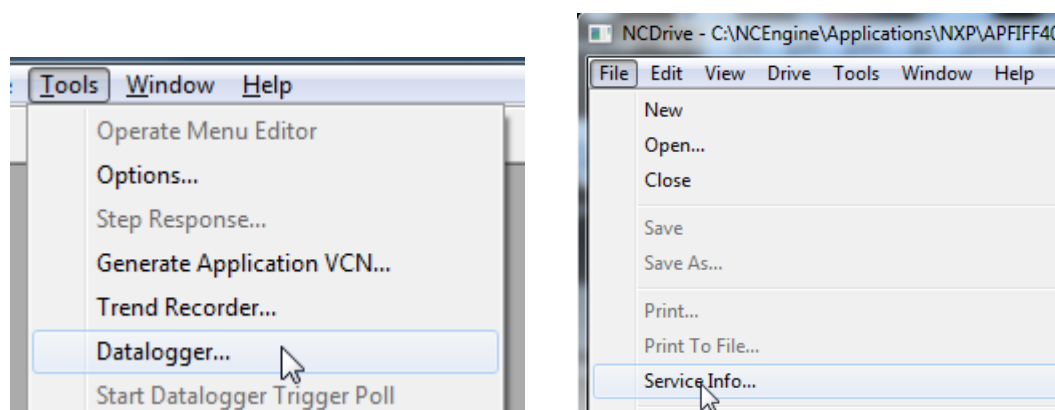 Tools Window Help
Operate Menu Editor
Options...
Step Response...
Generate Application VCN...
Trend Recorder...
Datalogger...
Start Datalogger Trigger Poll
NCDrive - C:\NCEngine\Applications\NXP\APFIFF40
File Edit View Drive Tools Window Help
New
Open...
Close
Save
Save As...
Print...
Print To File...
Service Info...